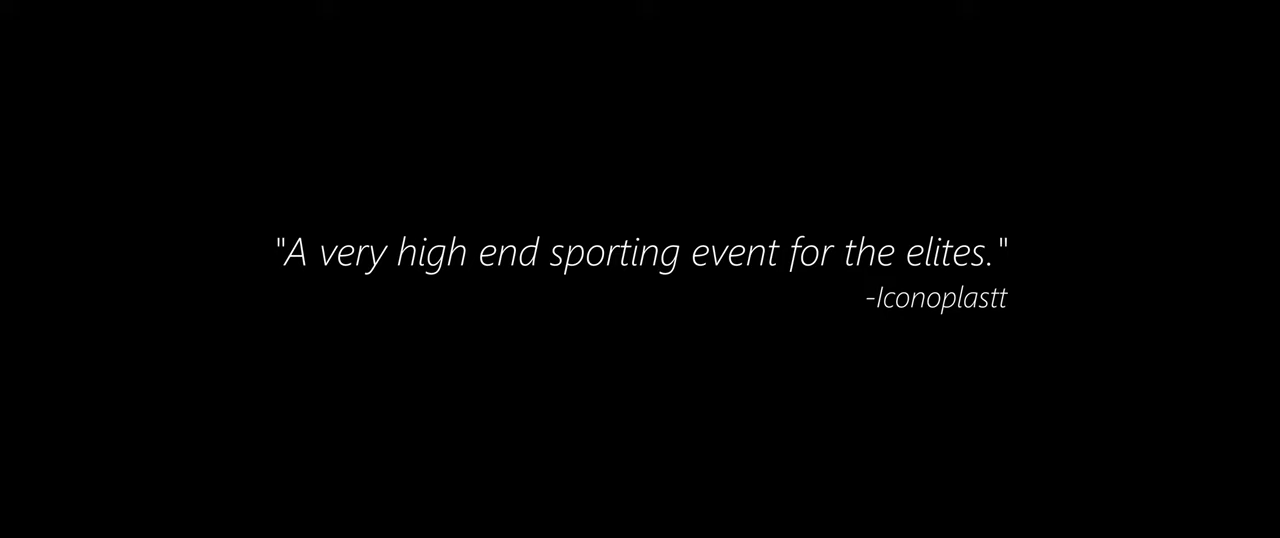 "A very high end sporting event for the elites."
-Iconoplastt